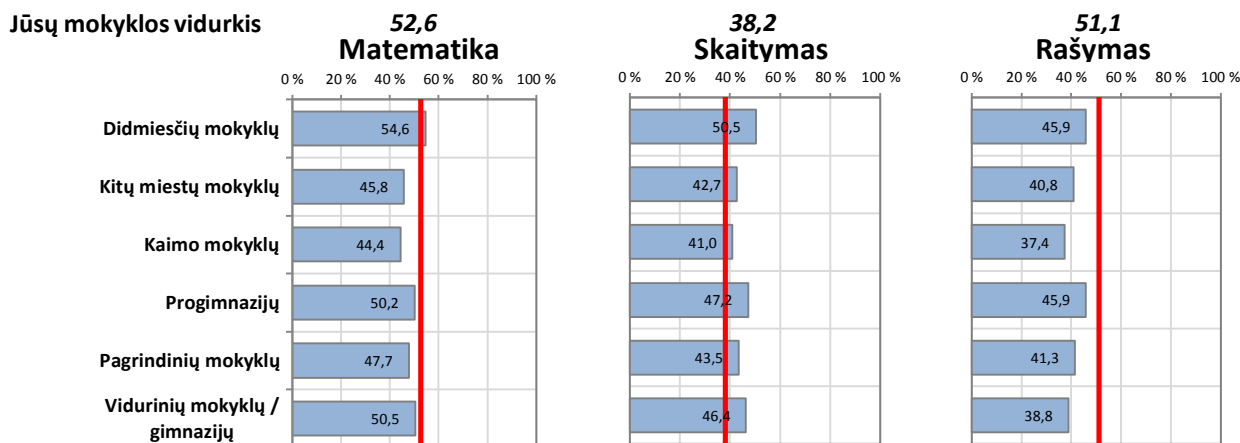 Jūsų mokyklos vidurkis 52,6 38,2 51,1
Matematika Skaitymas Rašymas
0 % 20 % 40 % 60 % 80 % 100 % 0 % 20 % 40 % 60 % 80 % 100 % 0 % 20 % 40 % 60 % 80 % 100 %
Didmiesčių mokyklų 54,6 50,5 45,9
Kitų miestų mokyklų 45,8 42,7 40,8
Kaimo mokyklų 44,4 41,0 37,4
Progimnazijų 50,2 47,2 45,9
Pagrindinių mokyklų 47,7 43,5 41,3
Vidurinių mokyklų /
gimnazijų 50,5 46,4 38,8